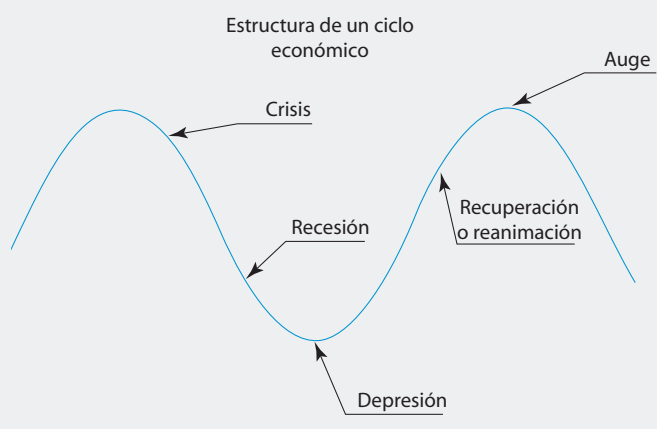 Estructura de un ciclo
económico
Auge
Crisis
Recuperación
o reanimación
Recesión
Depresión